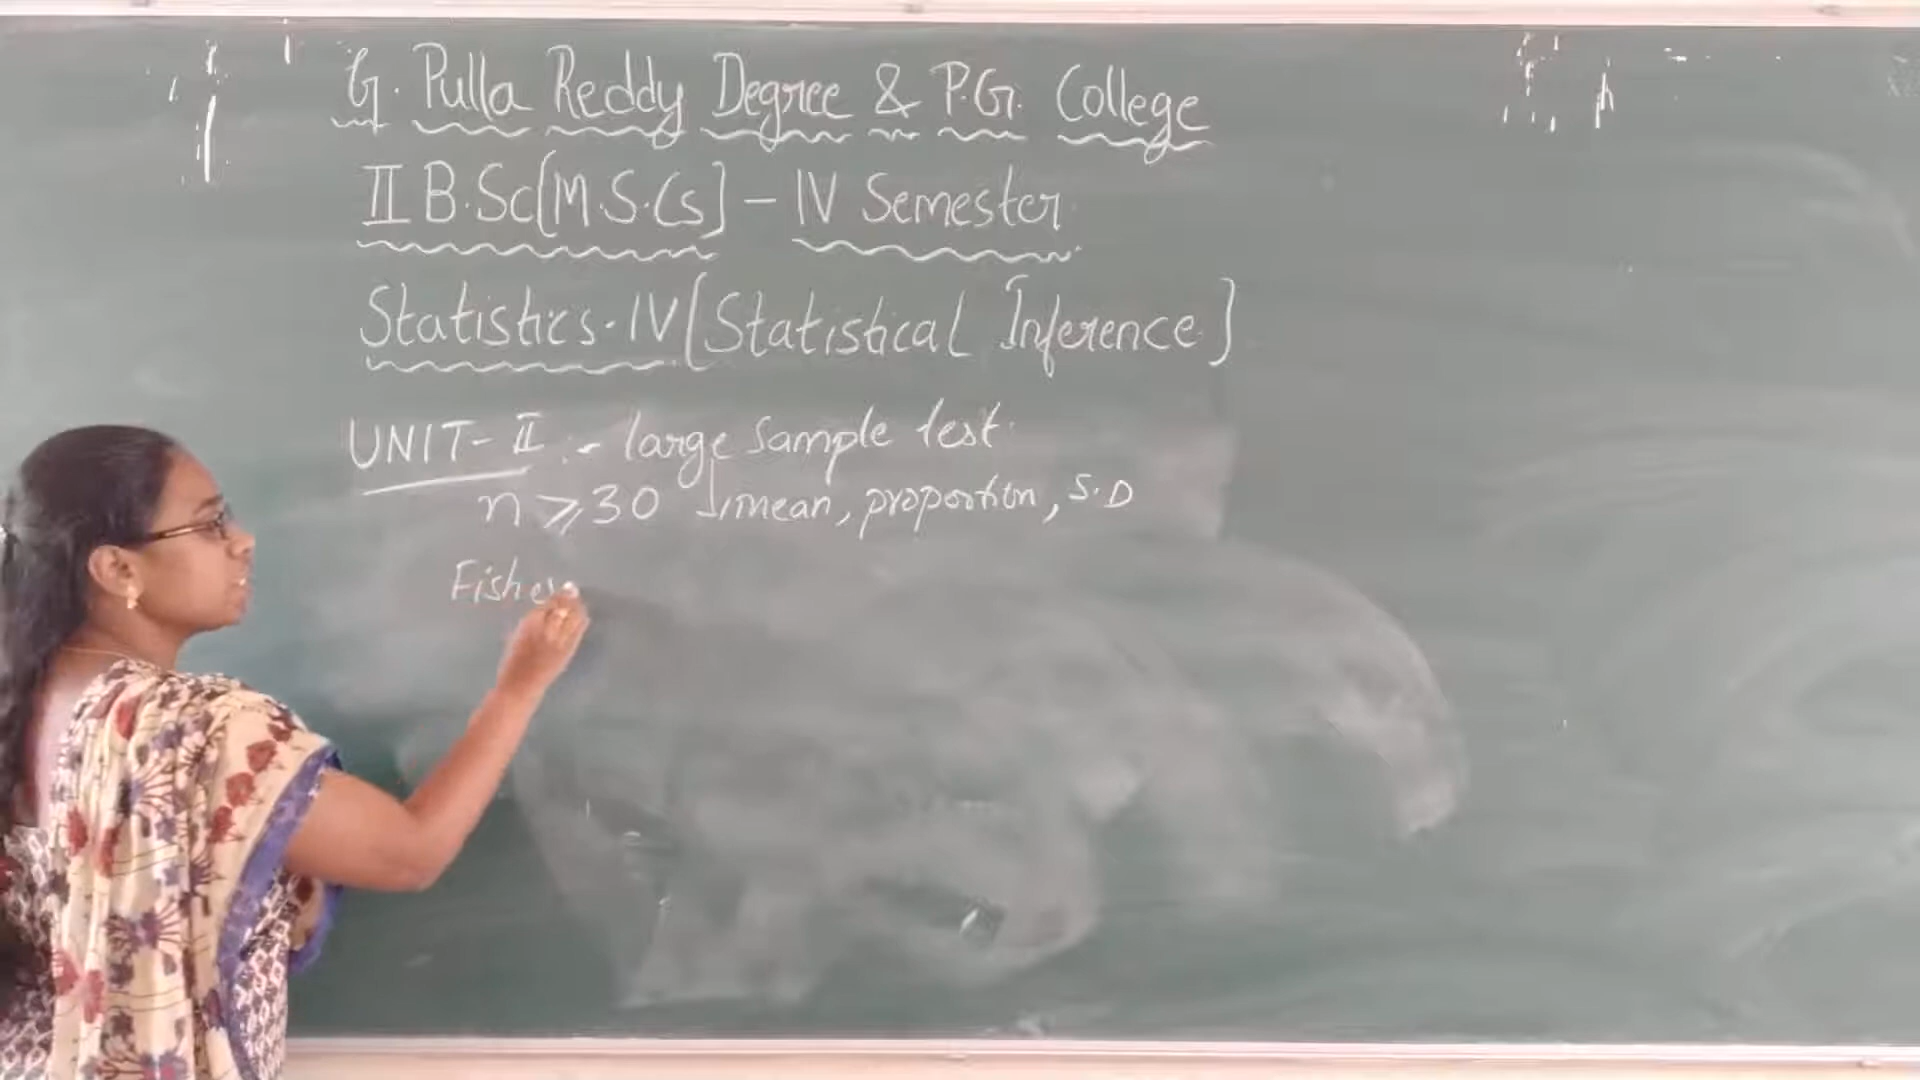 G. Pulla Reddy Degree & P.G. College
II B.Sc[M.S.Cs] - IV Semester
Statistics-IV [Statistical Inference]
UNIT-II :- large sample test.
n ≥ 30 ↳ mean, proportion, S.D
Fisher